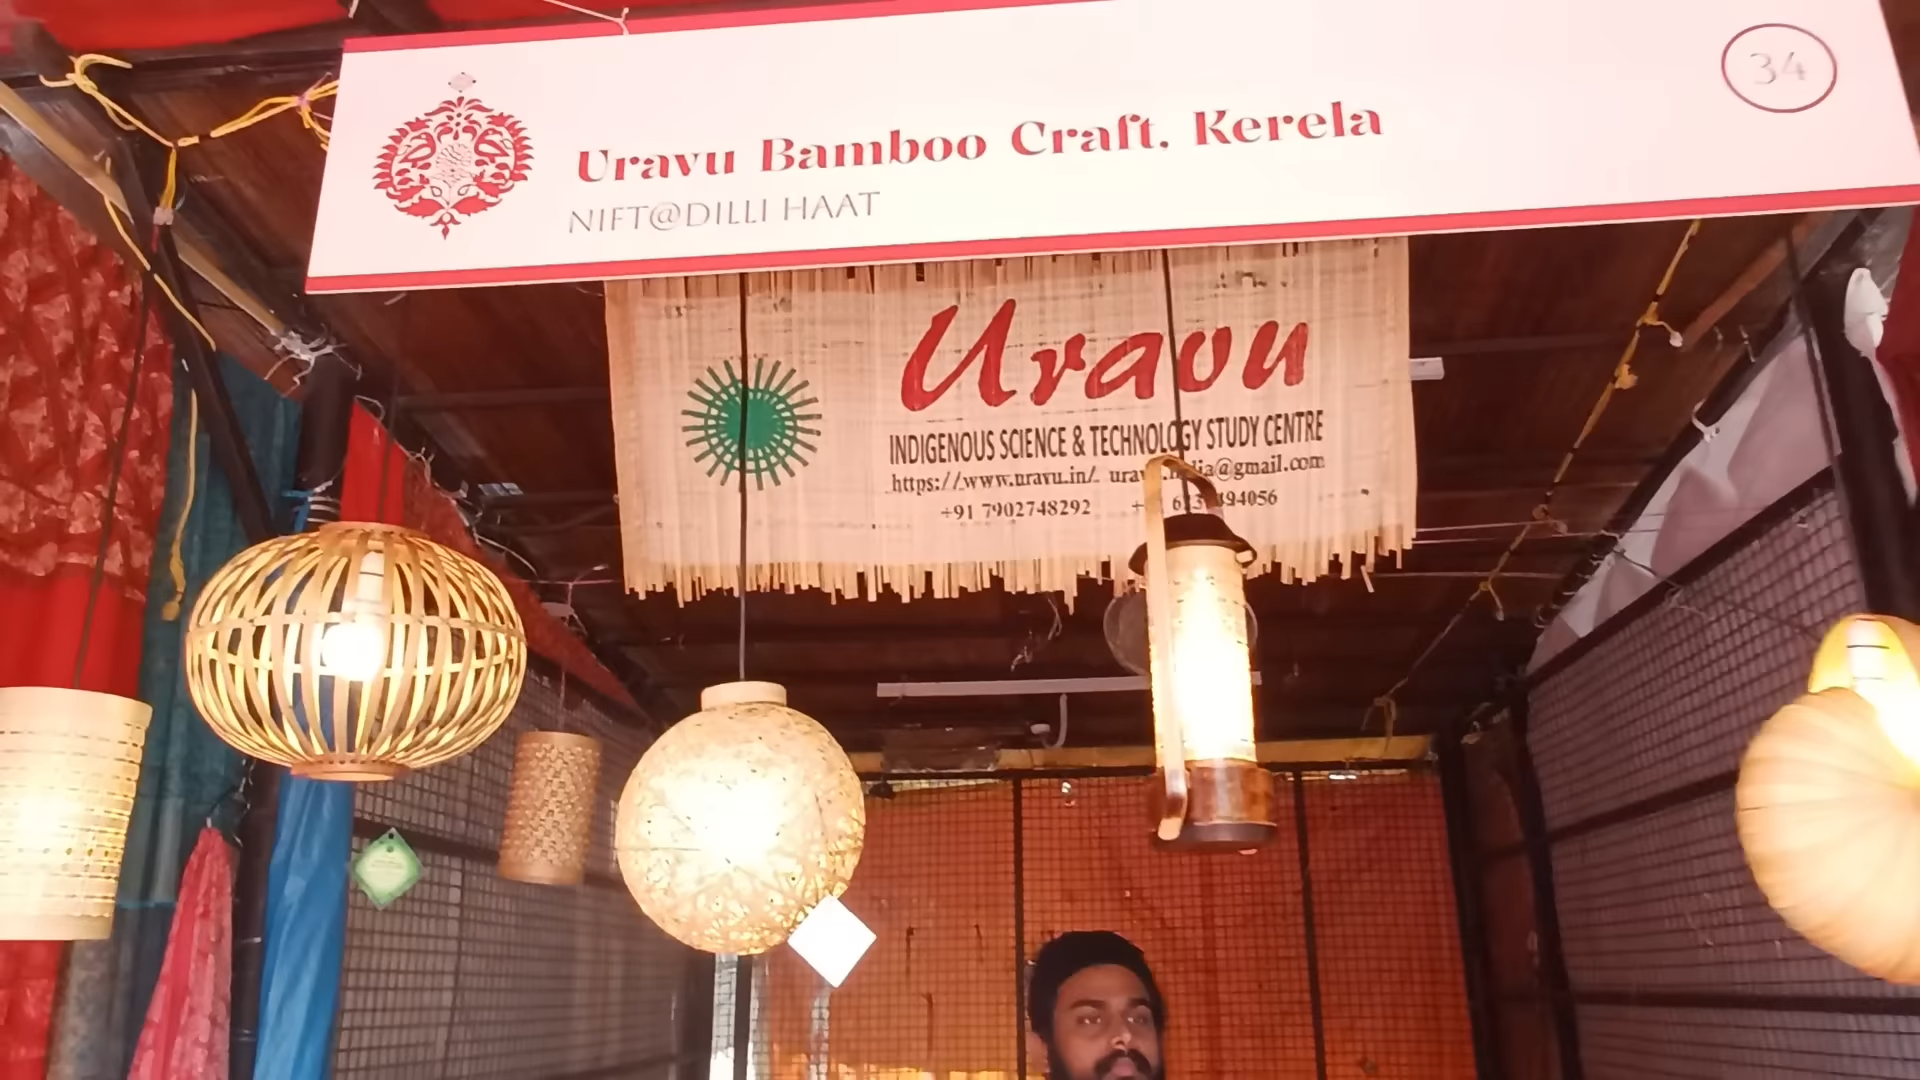 34
Uravu Bamboo Craft. Kerela
NIFT@DILLI HAAT
Uravu
INDIGENOUS SCIENCE & TECHNOLOGY STUDY CENTRE
https://www.uravu.in/
+91 7902748292